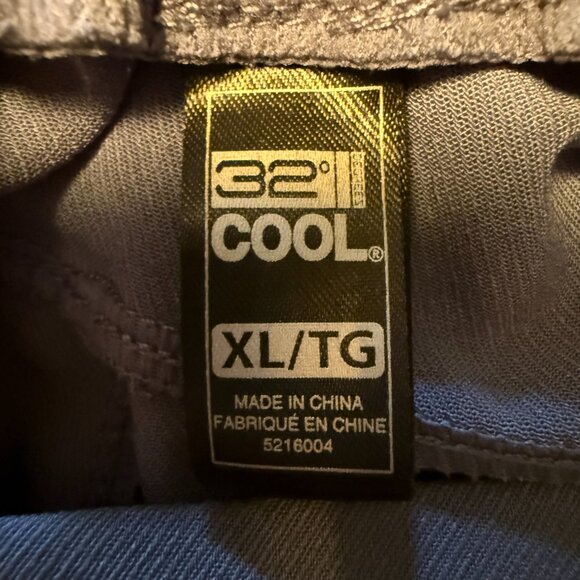 32° DEGREES
COOL®
XL/TG
MADE IN CHINA
FABRIQUÉ EN CHINE
5216004